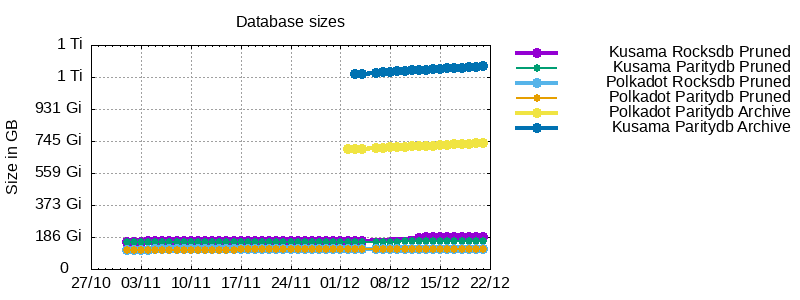 Database sizes
Size in GB
1 Ti
1 Ti
931 Gi
745 Gi
559 Gi
373 Gi
186 Gi
0
27/10 03/11 10/11 17/11 24/11 01/12 08/12 15/12 22/12
Kusama Rocksdb Pruned
Kusama Paritydb Pruned
Polkadot Rocksdb Pruned
Polkadot Paritydb Pruned
Polkadot Paritydb Archive
Kusama Paritydb Archive